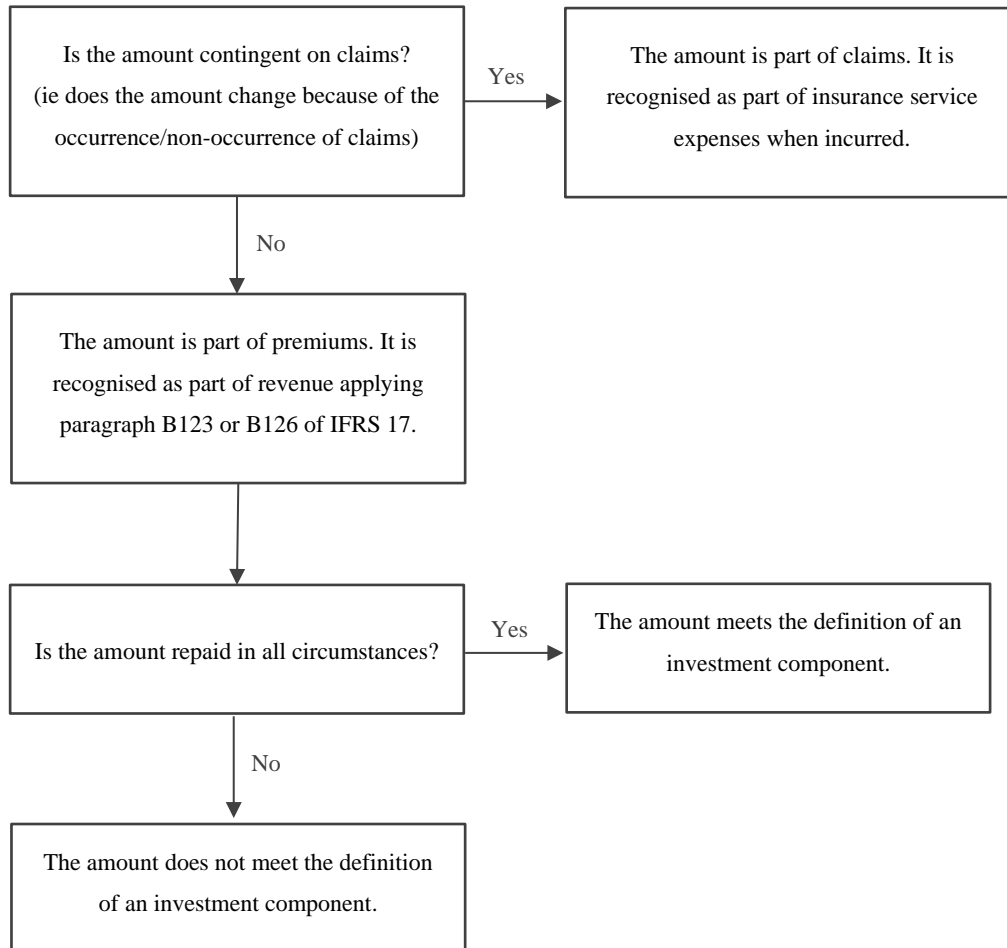 Is the amount contingent on claims?
(ie does the amount change because of the
occurrence/non-occurrence of claims)
Yes
The amount is part of claims. It is
recognised as part of insurance service
expenses when incurred.
No
The amount is part of premiums. It is
recognised as part of revenue applying
paragraph B123 or B126 of IFRS 17.
Is the amount repaid in all circumstances?
Yes
The amount meets the definition of an
investment component.
No
The amount does not meet the definition
of an investment component.